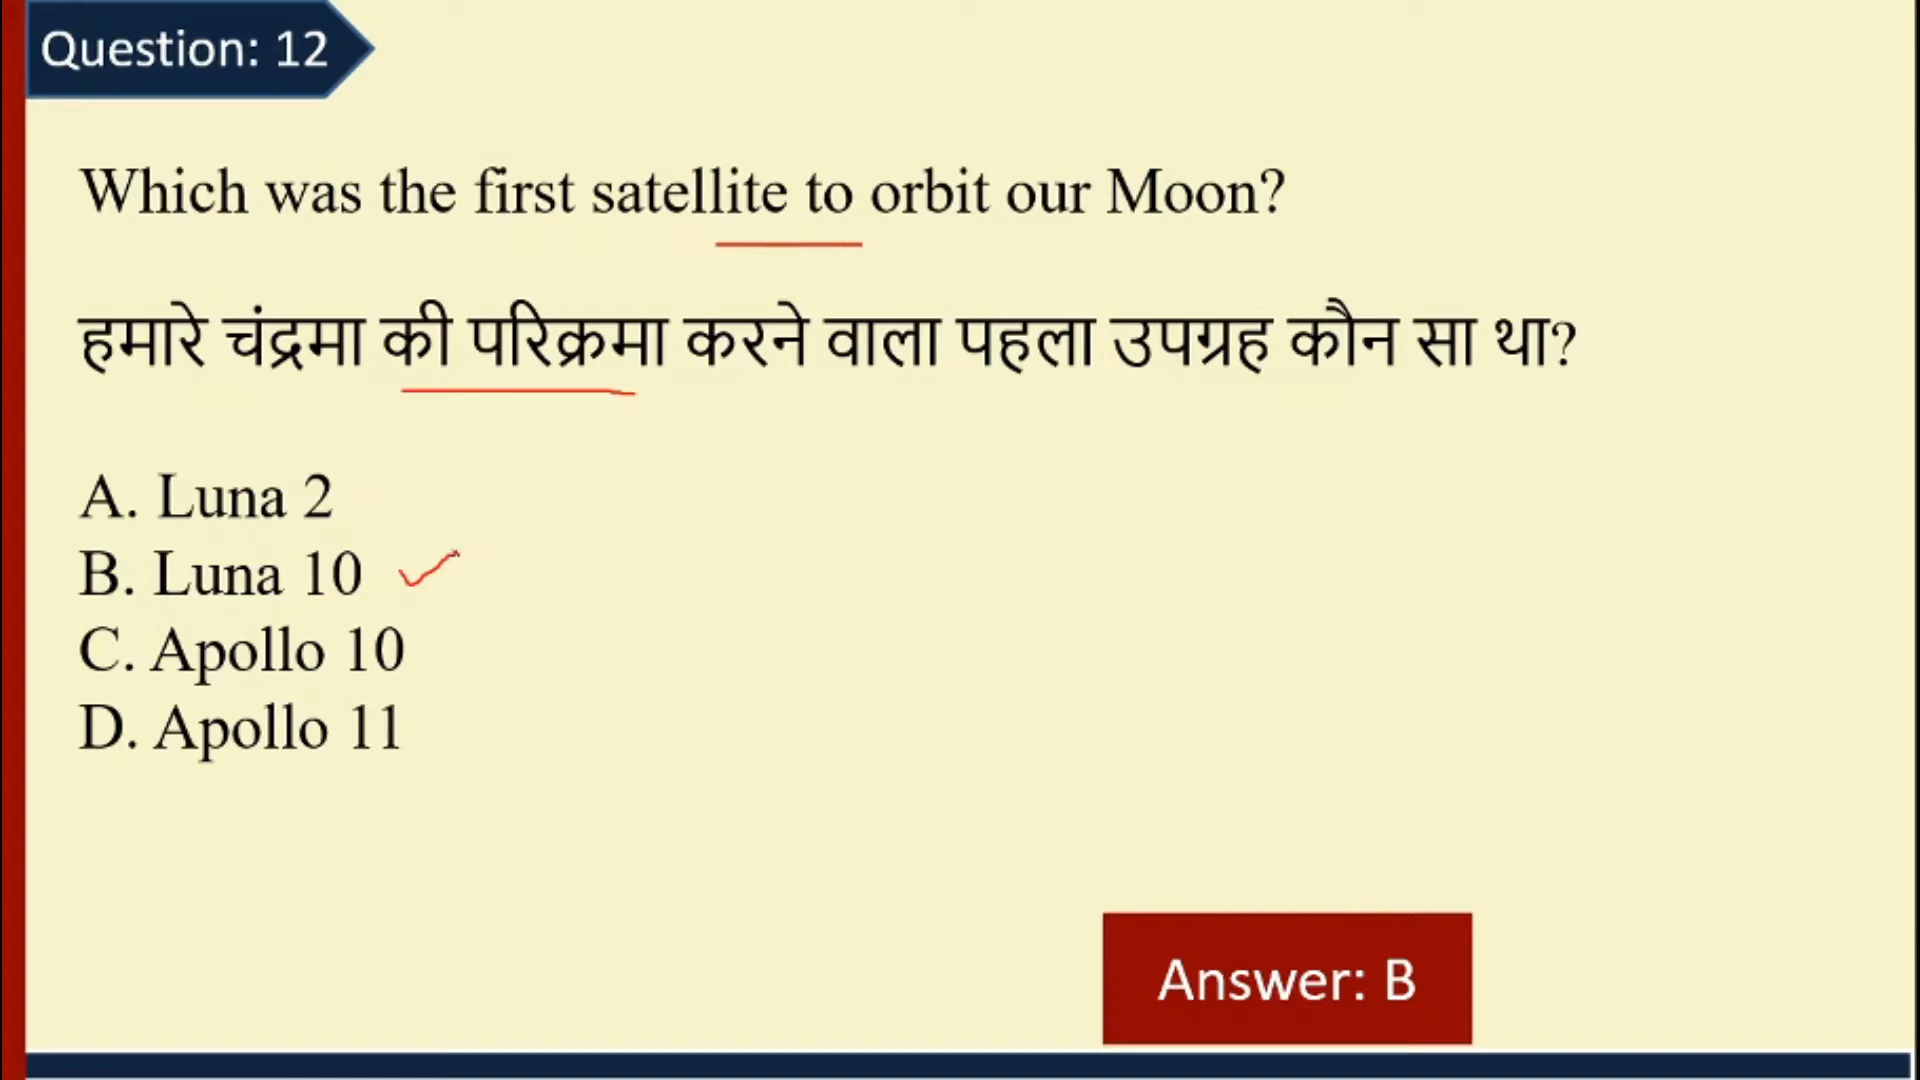 Question: 12
Which was the first satellite to orbit our Moon?
हमारे चंद्रमा की परिक्रमा करने वाला पहला उपग्रह कौन सा था?
A. Luna 2
B. Luna 10
C. Apollo 10
D. Apollo 11
Answer: B